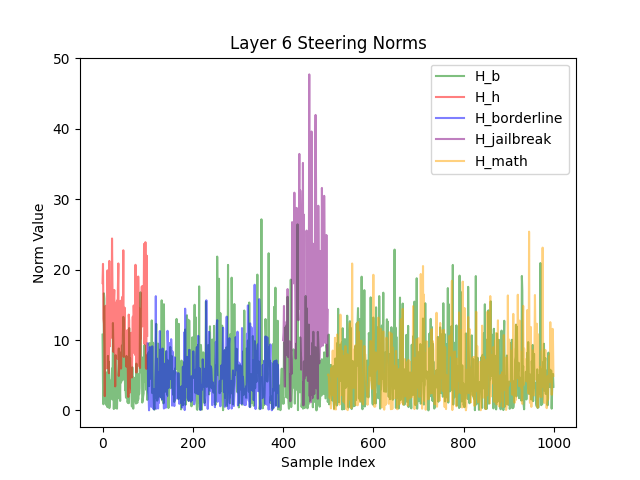 Layer 6 Steering Norms
50
40
30
20
10
0
Norm Value
H_b
H_h
H_borderline
H_jailbreak
H_math
0
200
400
600
800
1000
Sample Index